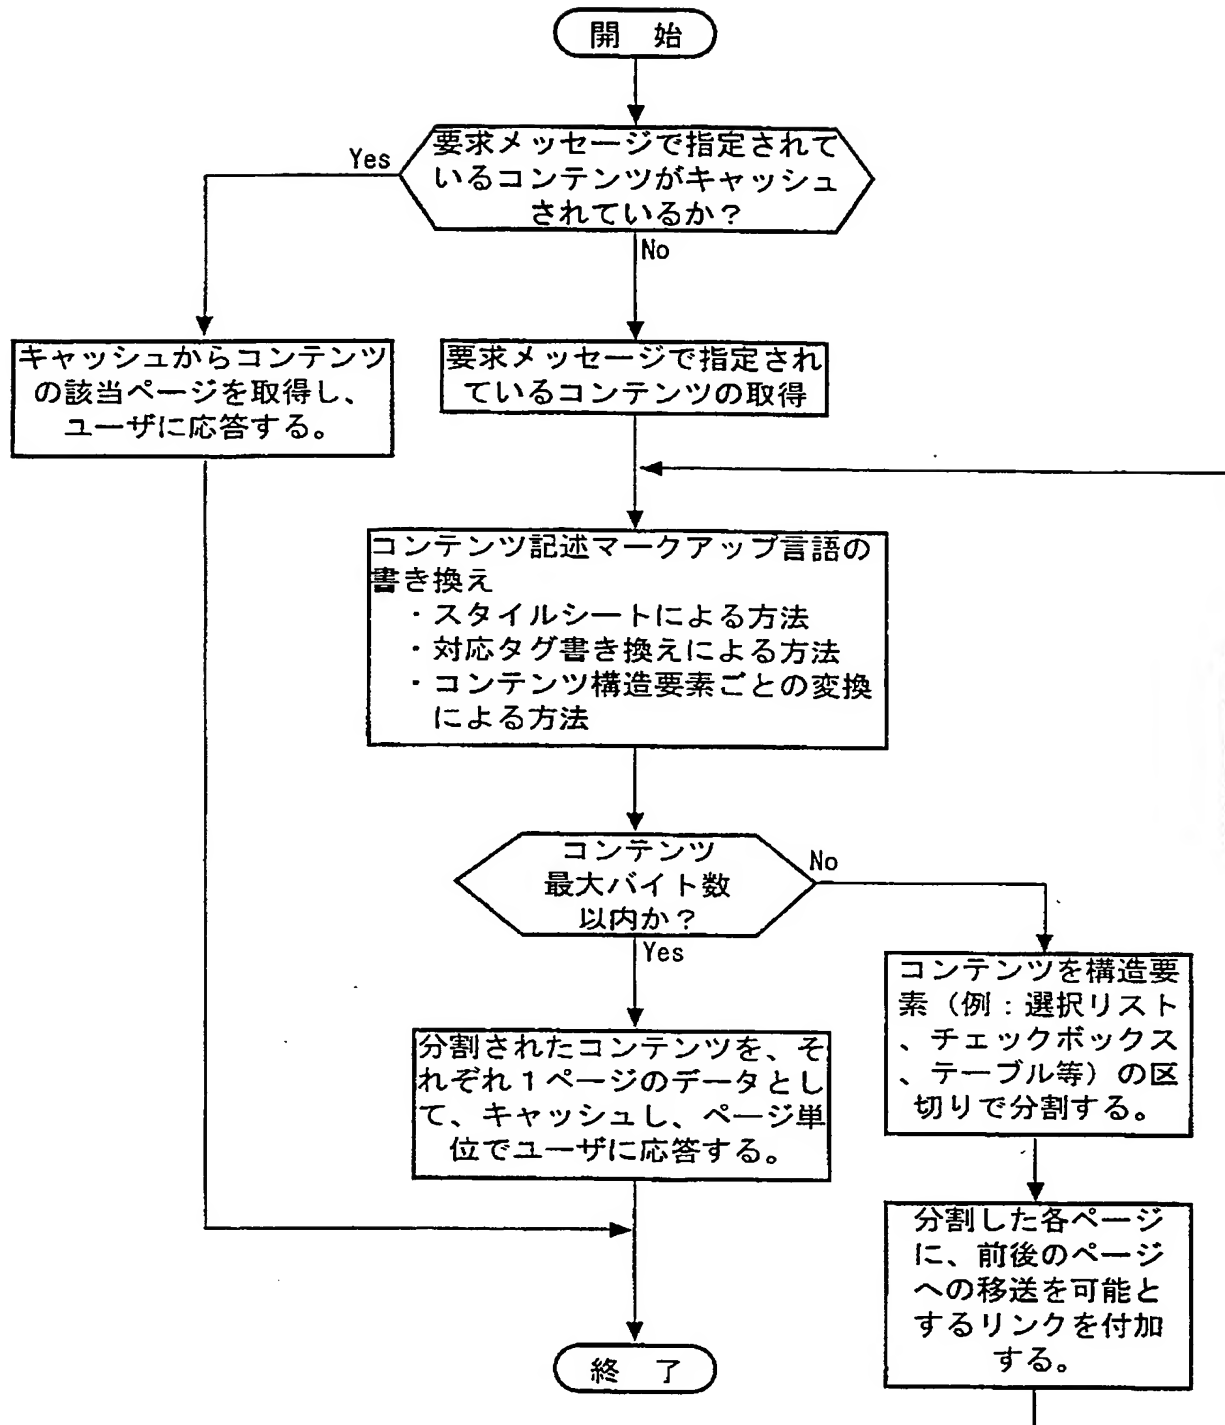 開 始
要求メッセージで指定されて
いるコンテンツがキャッシュ
されているか？
Yes
No
キャッシュからコンテンツ
の該当ページを取得し、
ユーザに応答する。
要求メッセージで指定され
ているコンテンツの取得
コンテンツ記述マークアップ言語の
書き換え
・スタイルシートによる方法
・対応タグ書き換えによる方法
・コンテンツ構造要素ごとの変換
による方法
コンテンツ
最大バイト数
以内か？
No
Yes
コンテンツを構造要
素（例：選択リスト
、チェックボックス
、テーブル等）の区
切りで分割する。
分割されたコンテンツを、そ
れぞれ１ページのデータとし
て、キャッシュし、ページ単
位でユーザに応答する。
分割した各ページ
に、前後のページ
への移送を可能と
するリンクを付加
する。
終 了